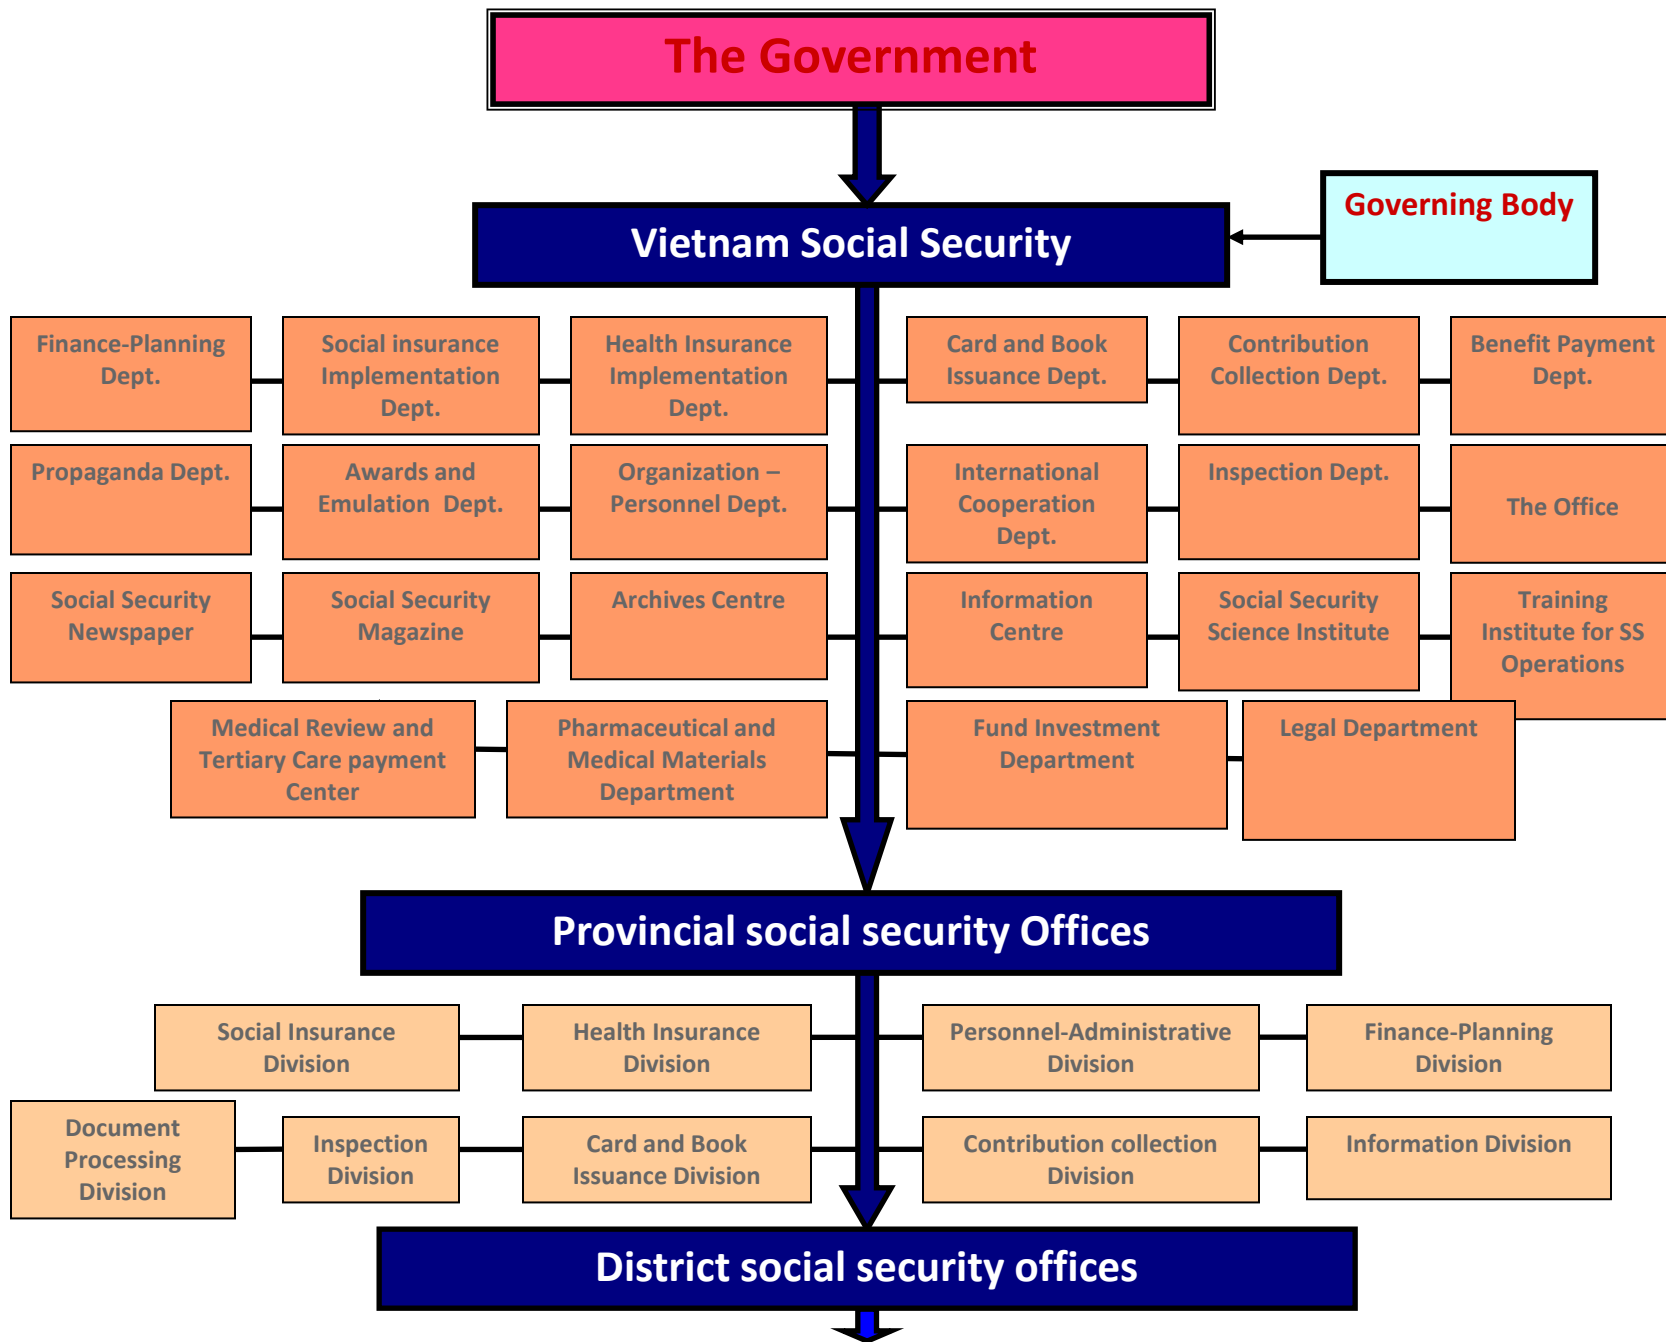 The Government
Governing Body
Vietnam Social Security
Finance-Planning
Dept.
Social insurance
Implementation
Dept.
Health Insurance
Implementation
Dept.
Card and Book
Issuance Dept.
Contribution
Collection Dept.
Benefit Payment
Dept.
Propaganda Dept.
Awards and
Emulation  Dept.
Organization –
Personnel Dept.
International
Cooperation
Dept.
Inspection Dept.
The Office
Social Security
Newspaper
Social Security
Magazine
Archives Centre
Information
Centre
Social Security
Science Institute
Training
Institute for SS
Operations
Medical Review and
Tertiary Care payment
Center
Pharmaceutical and
Medical Materials
Department
Fund Investment
Department
Legal Department
Provincial social security Offices
Social Insurance
Division
Health Insurance
Division
Personnel-Administrative
Division
Finance-Planning
Division
Document
Processing
Division
Inspection
Division
Card and Book
Issuance Division
Contribution collection
Division
Information Division
District social security offices